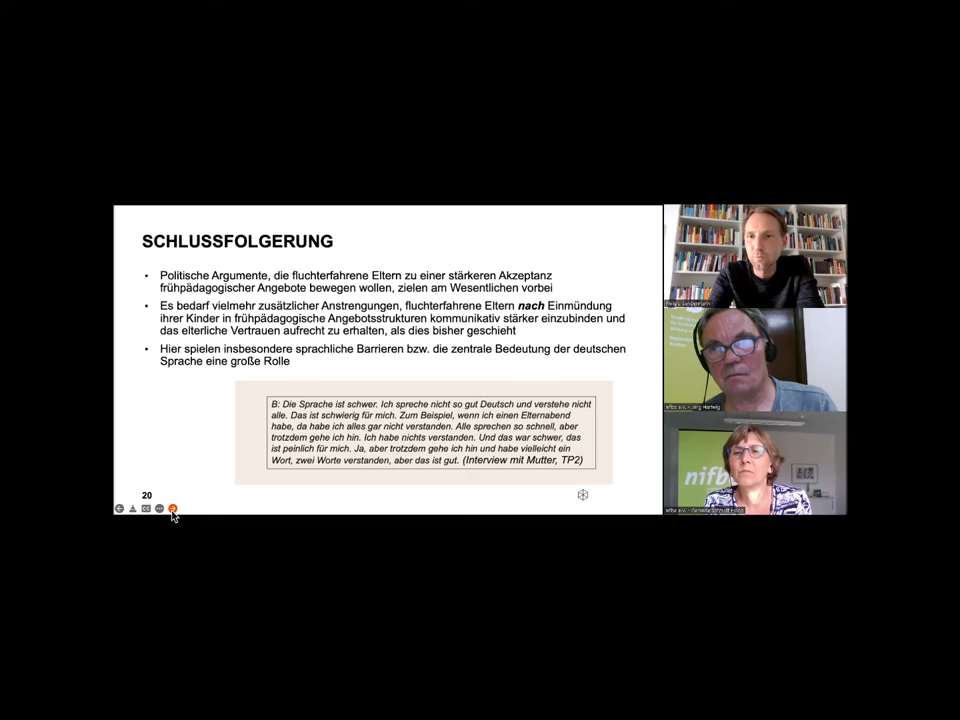 SCHLUSSFOLGERUNG
• Politische Argumente, die fluchterfahrene Eltern zu einer stärkeren Akzeptanz
frühpädagogischer Angebote bewegen wollen, zielen am Wesentlichen vorbei
• Es bedarf vielmehr zusätzlicher Anstrengungen, fluchterfahrene Eltern nach Einmündung
ihrer Kinder in frühpädagogische Angebotsstrukturen kommunikativ stärker einzubinden und
das elterliche Vertrauen aufrecht zu erhalten, als dies bisher geschieht
• Hier spielen insbesondere sprachliche Barrieren bzw. die zentrale Bedeutung der deutschen
Sprache eine große Rolle
B: Die Sprache ist schwer. Ich spreche nicht so gut Deutsch und verstehe nicht
alle. Das ist schwierig für mich. Zum Beispiel, wenn ich einen Elternabend
habe, da habe ich alles gar nicht verstanden. Alle sprechen so schnell, aber
trotzdem gehe ich hin. Ich habe nichts verstanden. Und das war schwer, das
ist peinlich für mich. Ja, aber trotzdem gehe ich hin und habe vielleicht ein
Wort, zwei Worte verstanden, aber das ist gut. (Interview mit Mutter, TP2)
20
nifbe e.V. - Jörg Hartwig
nifb